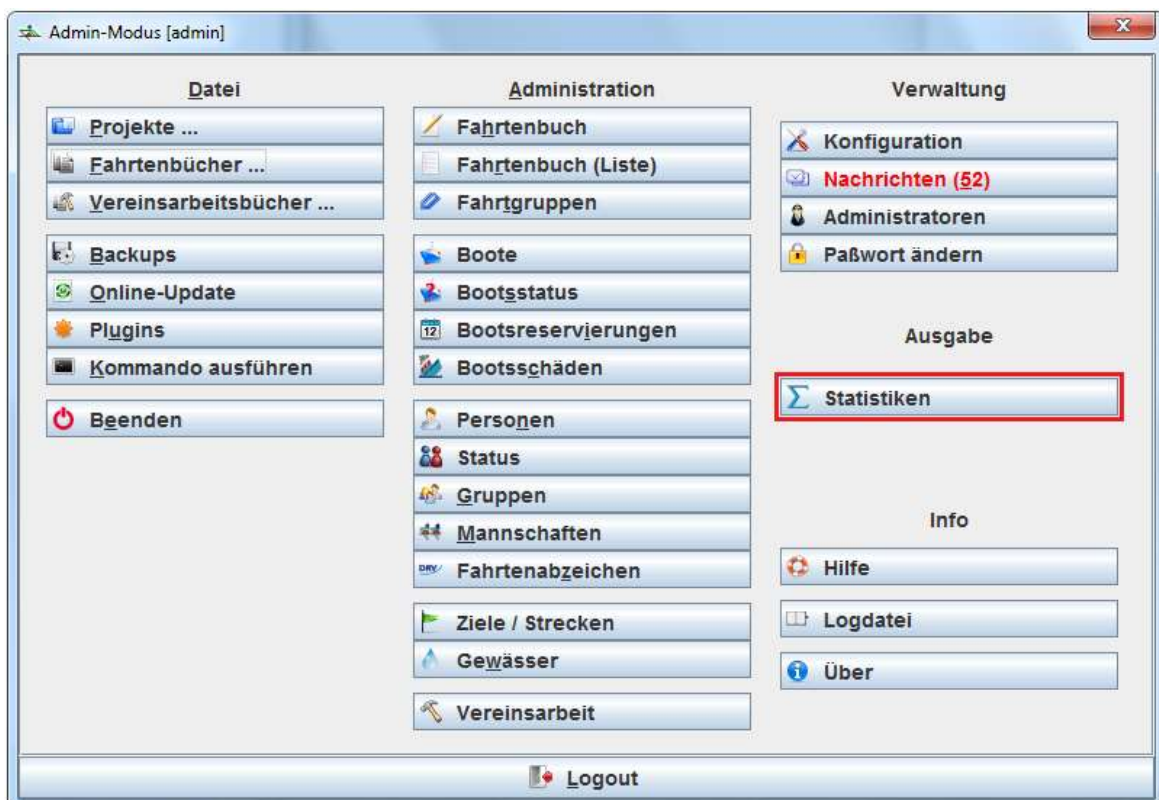 Admin-Modus [admin]
Datei
Projekte ...
Fahrtenbücher ...
Vereinsarbeitsbücher ...
Backups
Online-Update
Plugins
Kommando ausführen
Beenden
Administration
Fahrtenbuch
Fahrtenbuch (Liste)
Fahrtgruppen
Boote
Bootsstatus
12
Bootsreservierungen
Bootsschäden
Personen
Status
Gruppen
Mannschaften
DRV
Fahrtenabzeichen
Ziele / Strecken
Gewässer
Vereinsarbeit
Verwaltung
Konfiguration
Nachrichten (52)
Administratoren
Paßwort ändern
Ausgabe
Σ Statistiken
Info
Hilfe
Logdatei
Über
Logout